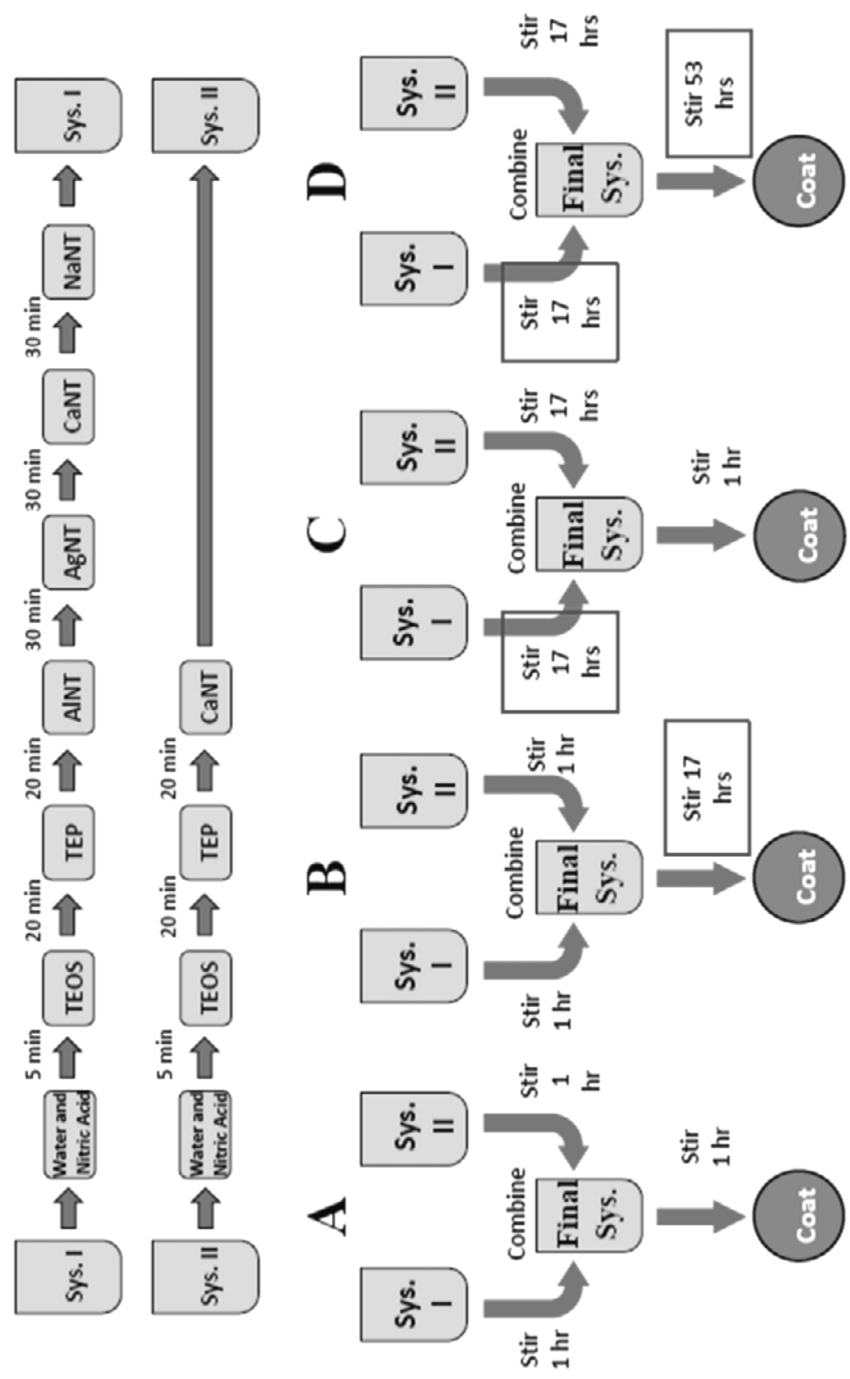 5 min
20 min
20 min
30 min
30 min
30 min
Sys. I
Water and
Nitric Acid
TEOS
TEP
AlNT
AgNT
CaNT
NaNT
Sys. I
5 min
20 min
20 min
Sys. II
Water and
Nitric Acid
TEOS
TEP
CaNT
Sys. II
A
Sys.
I
Sys.
II
Stir
1 hr
Combine
Stir
1
hr
Final
Sys.
Stir
1 hr
Coat
B
Sys.
I
Sys.
II
Stir
1 hr
Combine
Stir
1 hr
Final
Sys.
Stir 17
hrs
Coat
C
Sys.
I
Sys.
II
Stir
17
hrs
Combine
Stir
17
hrs
Final
Sys.
Stir
1 hr
Coat
D
Sys.
I
Sys.
II
Stir
17
hrs
Combine
Stir
17
hrs
Final
Sys.
Stir 53
hrs
Coat